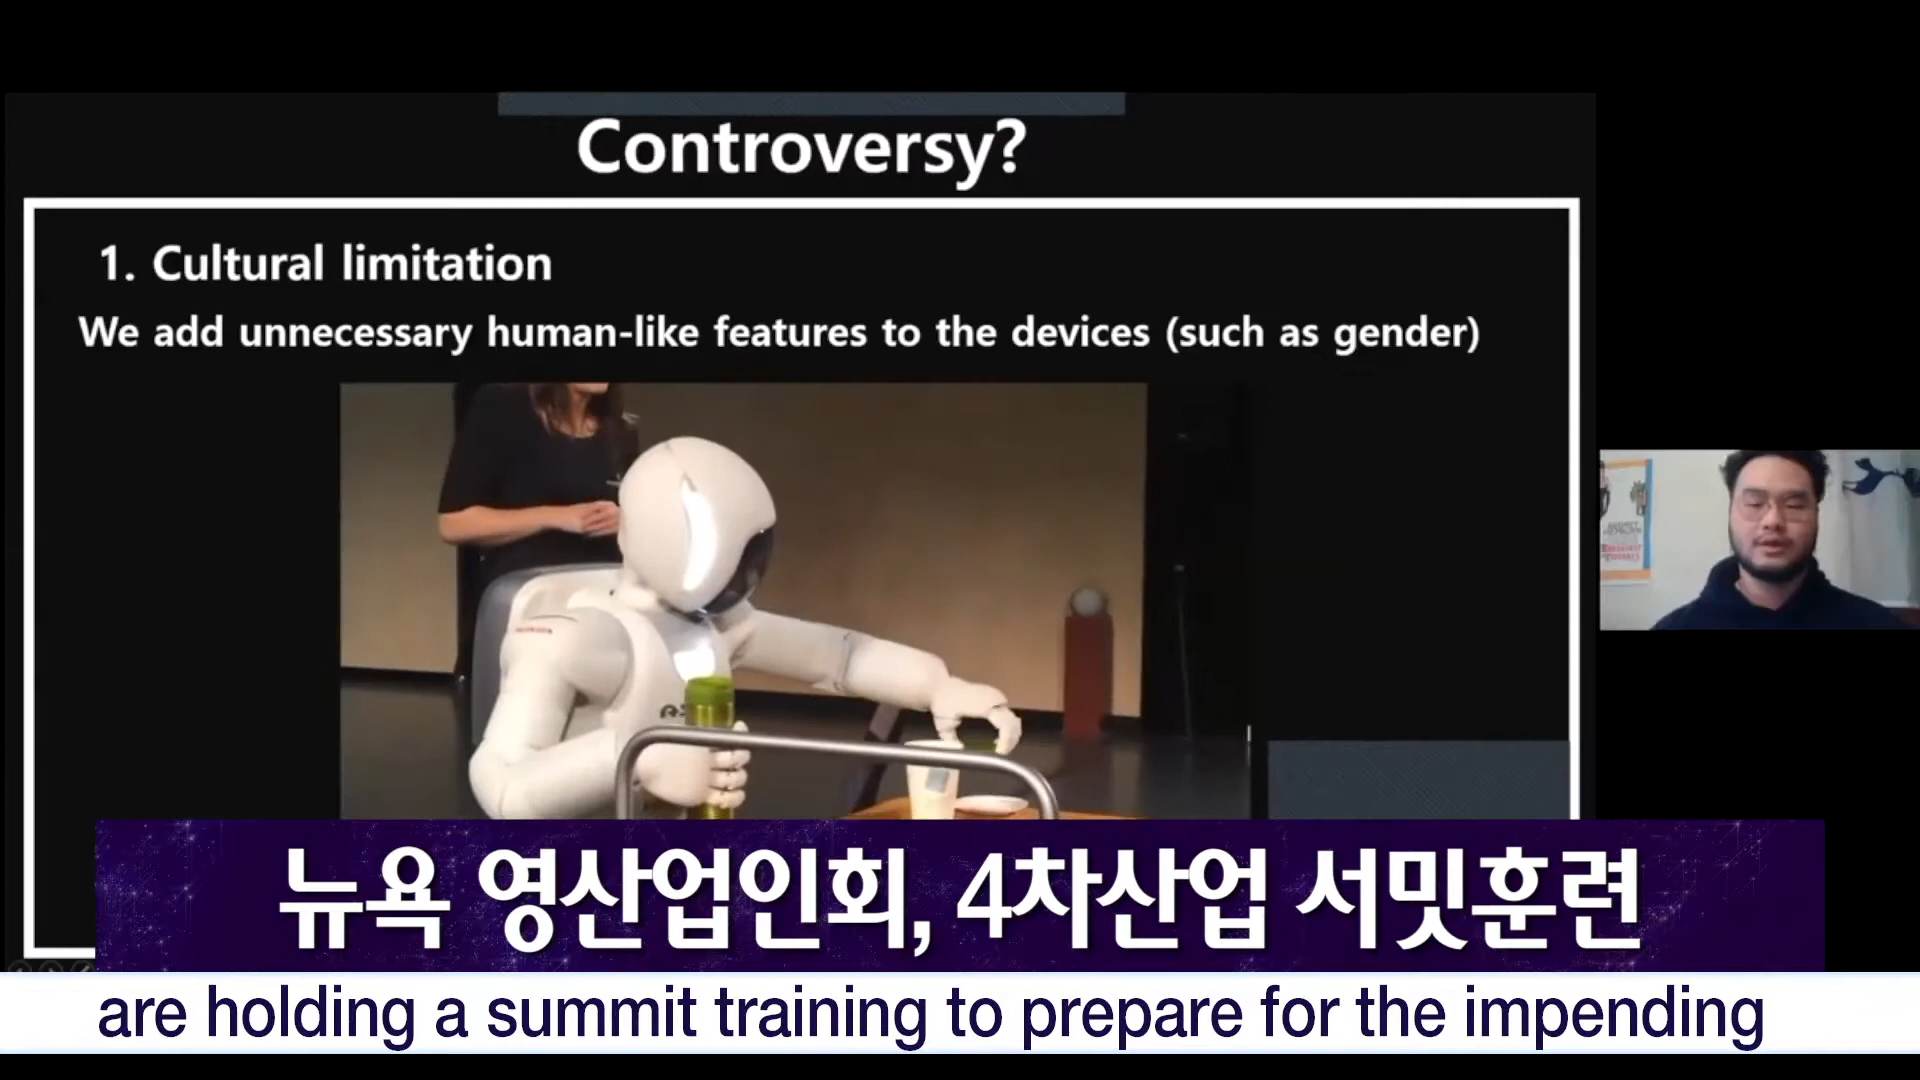 Controversy?
1. Cultural limitation
We add unnecessary human-like features to the devices (such as gender)
HONDA
뉴욕 영산업인회, 4차산업 서밋훈련
are holding a summit training to prepare for the impending